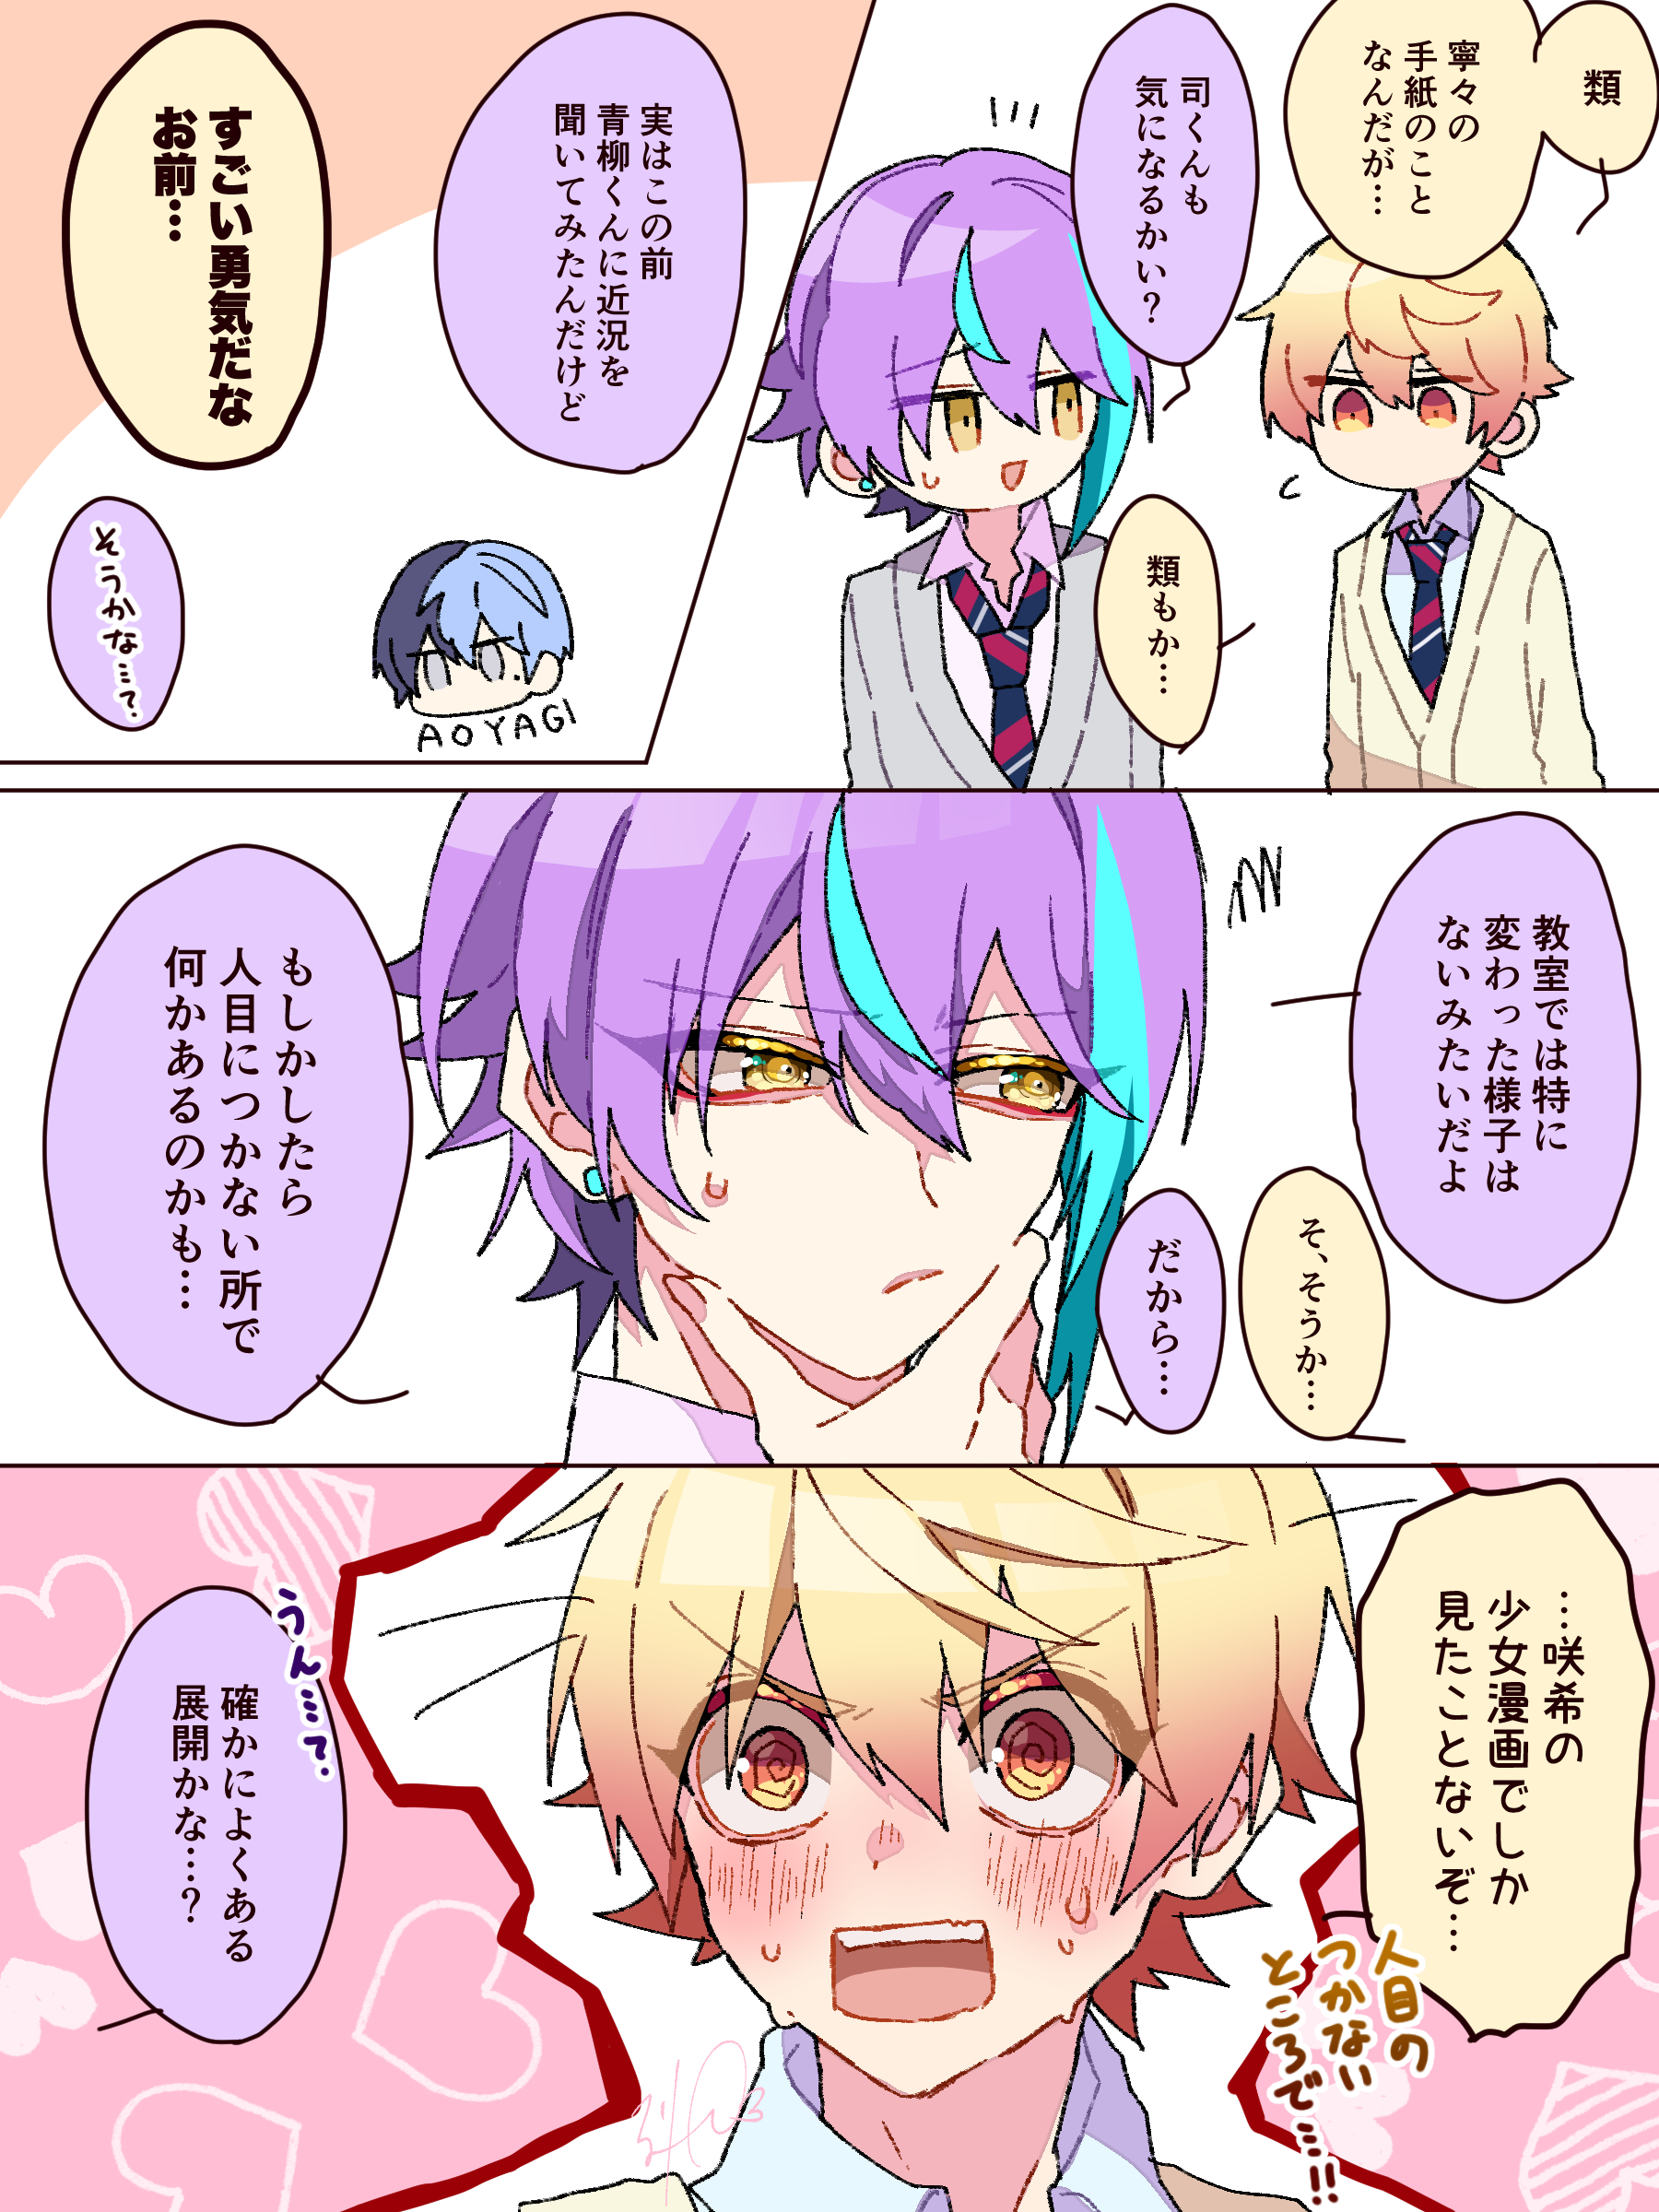 類
寧々の
手紙のこと
なんだが…
司くんも
気になるかい？
類もか…
実はこの前
青柳くんに近況を
聞いてみたんだけど
すごい勇気だな
お前…
そうかな…？
AOYAGI
教室では特に
変わった様子は
ないみたいだよ
そ、そうか…
だから…
もしかしたら
人目につかない所で
何かあるのかも…
…咲希の
少女漫画でしか
見たことないぞ…
人目の
つかない
ところで…!!
うん…？
確かによくある
展開かな…？